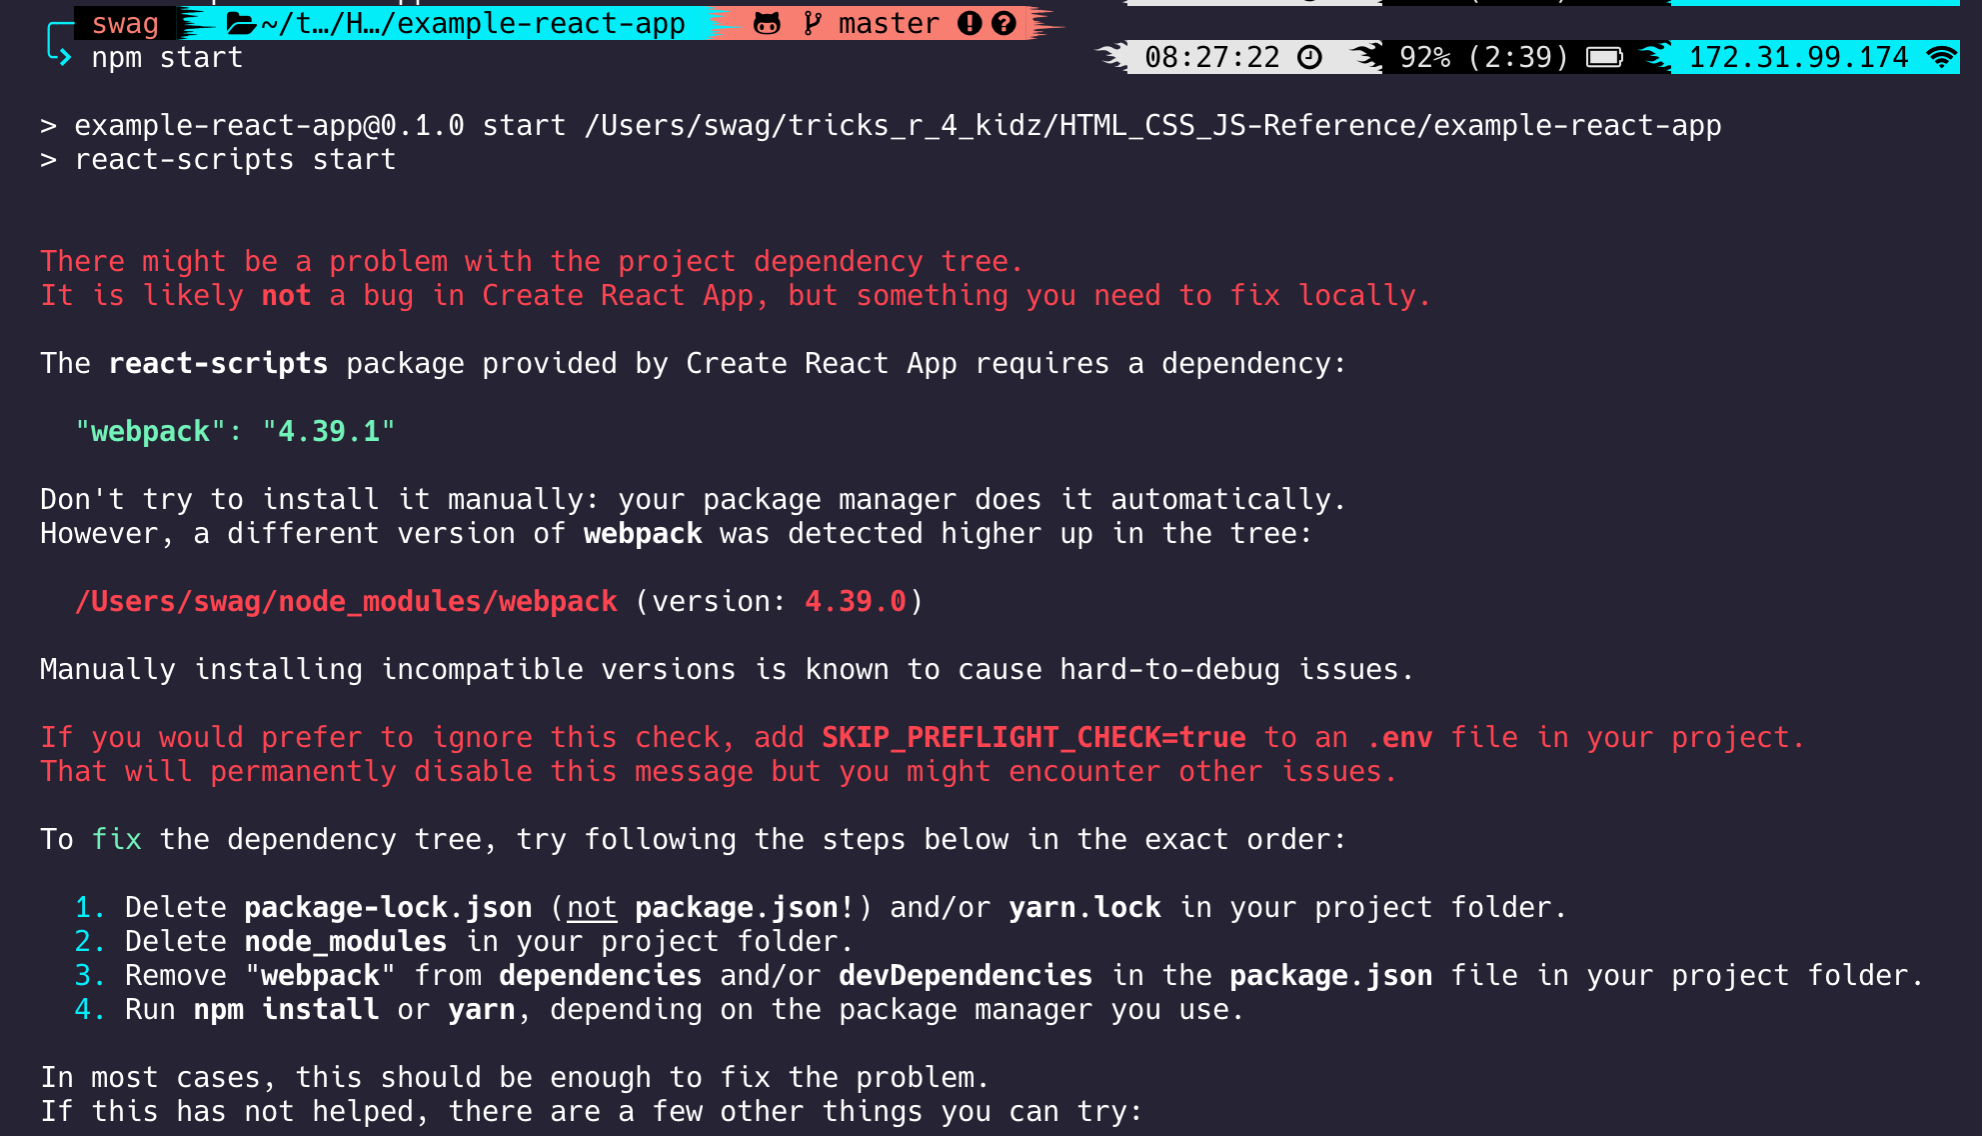 swag ~/t…/H…/example-react-app master
npm start 08:27:22 92% (2:39) 172.31.99.174
> example-react-app@0.1.0 start /Users/swag/tricks_r_4_kidz/HTML_CSS_JS-Reference/example-react-app
> react-scripts start
There might be a problem with the project dependency tree.
It is likely not a bug in Create React App, but something you need to fix locally.
The react-scripts package provided by Create React App requires a dependency:
"webpack": "4.39.1"
Don't try to install it manually: your package manager does it automatically.
However, a different version of webpack was detected higher up in the tree:
/Users/swag/node_modules/webpack (version: 4.39.0)
Manually installing incompatible versions is known to cause hard-to-debug issues.
If you would prefer to ignore this check, add SKIP_PREFLIGHT_CHECK=true to an .env file in your project.
That will permanently disable this message but you might encounter other issues.
To fix the dependency tree, try following the steps below in the exact order:
1. Delete package-lock.json (not package.json!) and/or yarn.lock in your project folder.
2. Delete node_modules in your project folder.
3. Remove "webpack" from dependencies and/or devDependencies in the package.json file in your project folder.
4. Run npm install or yarn, depending on the package manager you use.
In most cases, this should be enough to fix the problem.
If this has not helped, there are a few other things you can try: